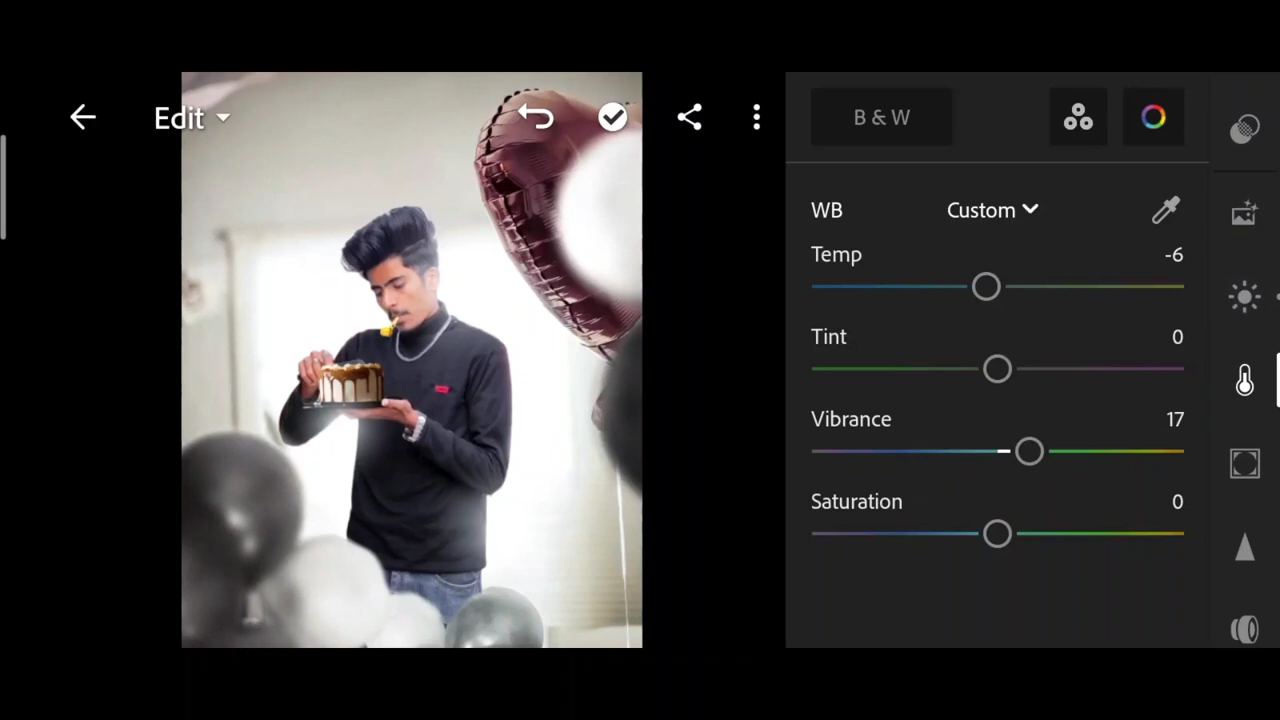 Edit
B & W
WB Custom
Temp -6
Tint 0
Vibrance 17
Saturation 0